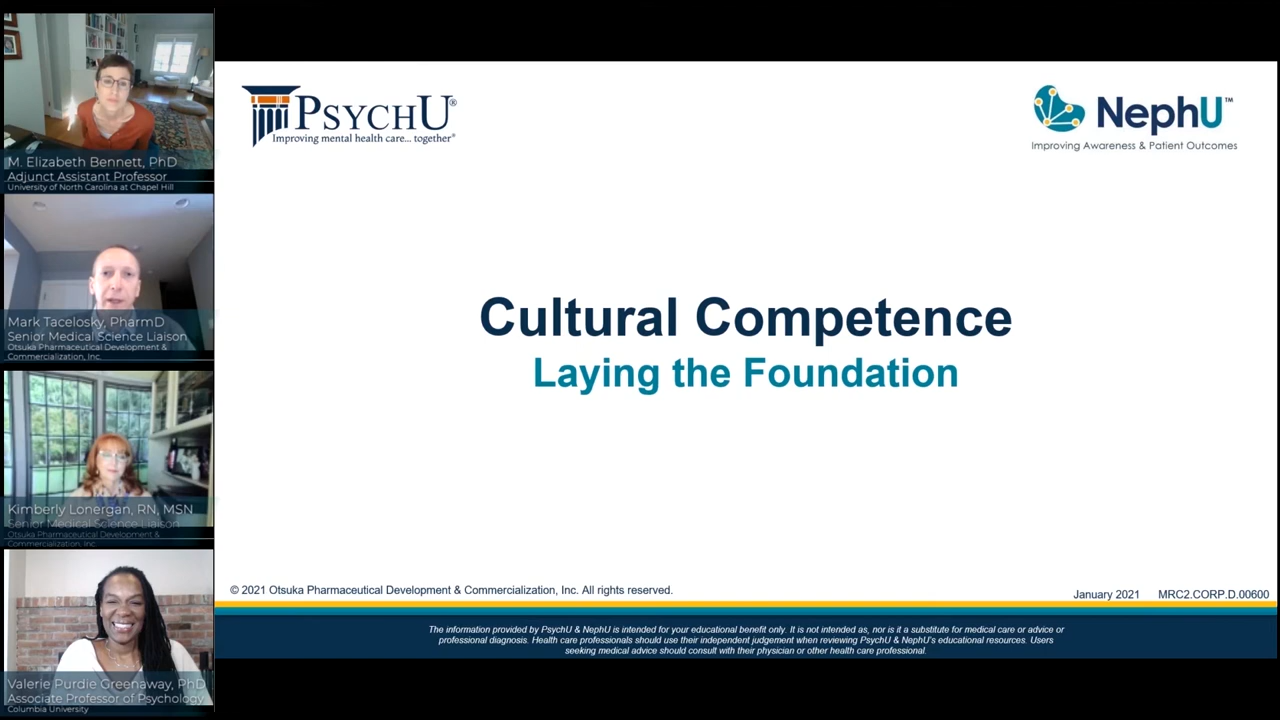 M. Elizabeth Bennett, PhD
Adjunct Assistant Professor
University of North Carolina at Chapel Hill
Mark Tacelosky, PharmD
Senior Medical Science Liaison
Otsuka Pharmaceutical Development &
Commercialization, Inc.
Kimberly Lonergan, RN, MSN
Senior Medical Science Liaison
Otsuka Pharmaceutical Development &
Commercialization, Inc.
Valerie Purdie Greenaway, PhD
Associate Professor of Psychology
Columbia University
PSYCHU®
Improving mental health care... together®
NephU™
Improving Awareness & Patient Outcomes
Cultural Competence
Laying the Foundation
© 2021 Otsuka Pharmaceutical Development & Commercialization, Inc. All rights reserved.
January 2021 MRC2.CORP.D.00600
The information provided by PsychU & NephU is intended for your educational benefit only. It is not intended as, nor is it a substitute for medical care or advice or
professional diagnosis. Health care professionals should use their independent judgement when reviewing PsychU & NephU's educational resources. Users
seeking medical advice should consult with their physician or other health care professional.